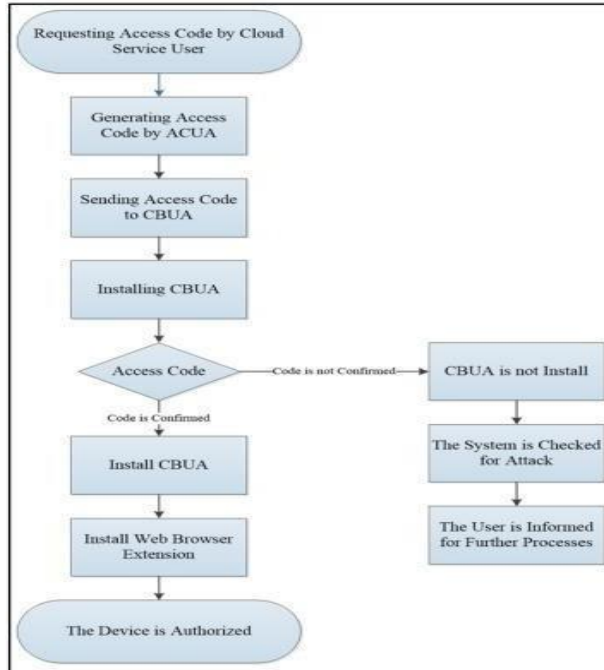 Requesting Access Code by Cloud
Service User
Generating Access
Code by ACUA
Sending Access Code
to CBUA
Installing CBUA
Access Code
Code is not Confirmed
CBUA is not Install
Code is Confirmed
The System is Checked
for Attack
Install CBUA
The User is Informed
for Further Processes
Install Web Browser
Extension
The Device is Authorized